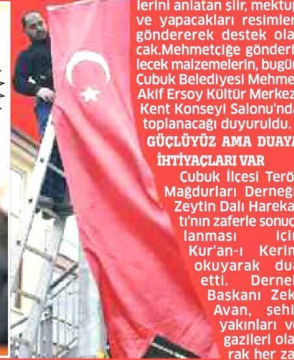 lerini anlatan şiir, mektup
ve yapacakları resimler
göndererek destek ola-
cak.Mehmetçiğe gönderi-
lecek malzemelerin, bugün
Çubuk Belediyesi Mehmet
Akif Ersoy Kültür Merkezi
Kent Konseyi Salonu'nda
toplanacağı duyuruldu.
GÜÇLÜYÜZ AMA DUAYA
İHTİYAÇLARI VAR
Çubuk İlçesi Terör
Mağdurları Derneği
Zeytin Dalı Harekâ-
tı'nın zaferle sonuç-
lanması için
Kur'an-ı Kerim
okuyarak dua
etti. Dernek
Başkanı Zeki
Avan, şehit
yakınları ve
gazileri ola-
rak her za-